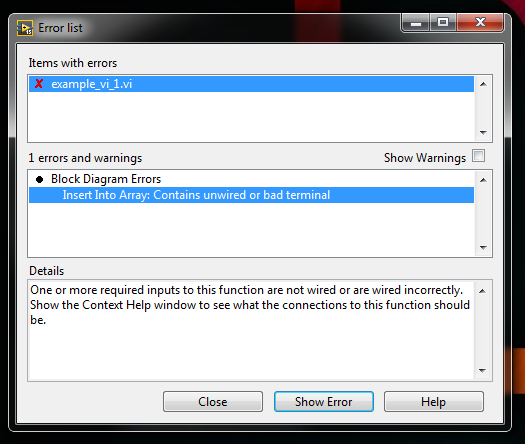 Error list
Items with errors
example_vi_1.vi
1 errors and warnings
Show Warnings
Block Diagram Errors
Insert Into Array: Contains unwired or bad terminal
Details
One or more required inputs to this function are not wired or are wired incorrectly.
Show the Context Help window to see what the connections to this function should
be.
Close
Show Error
Help